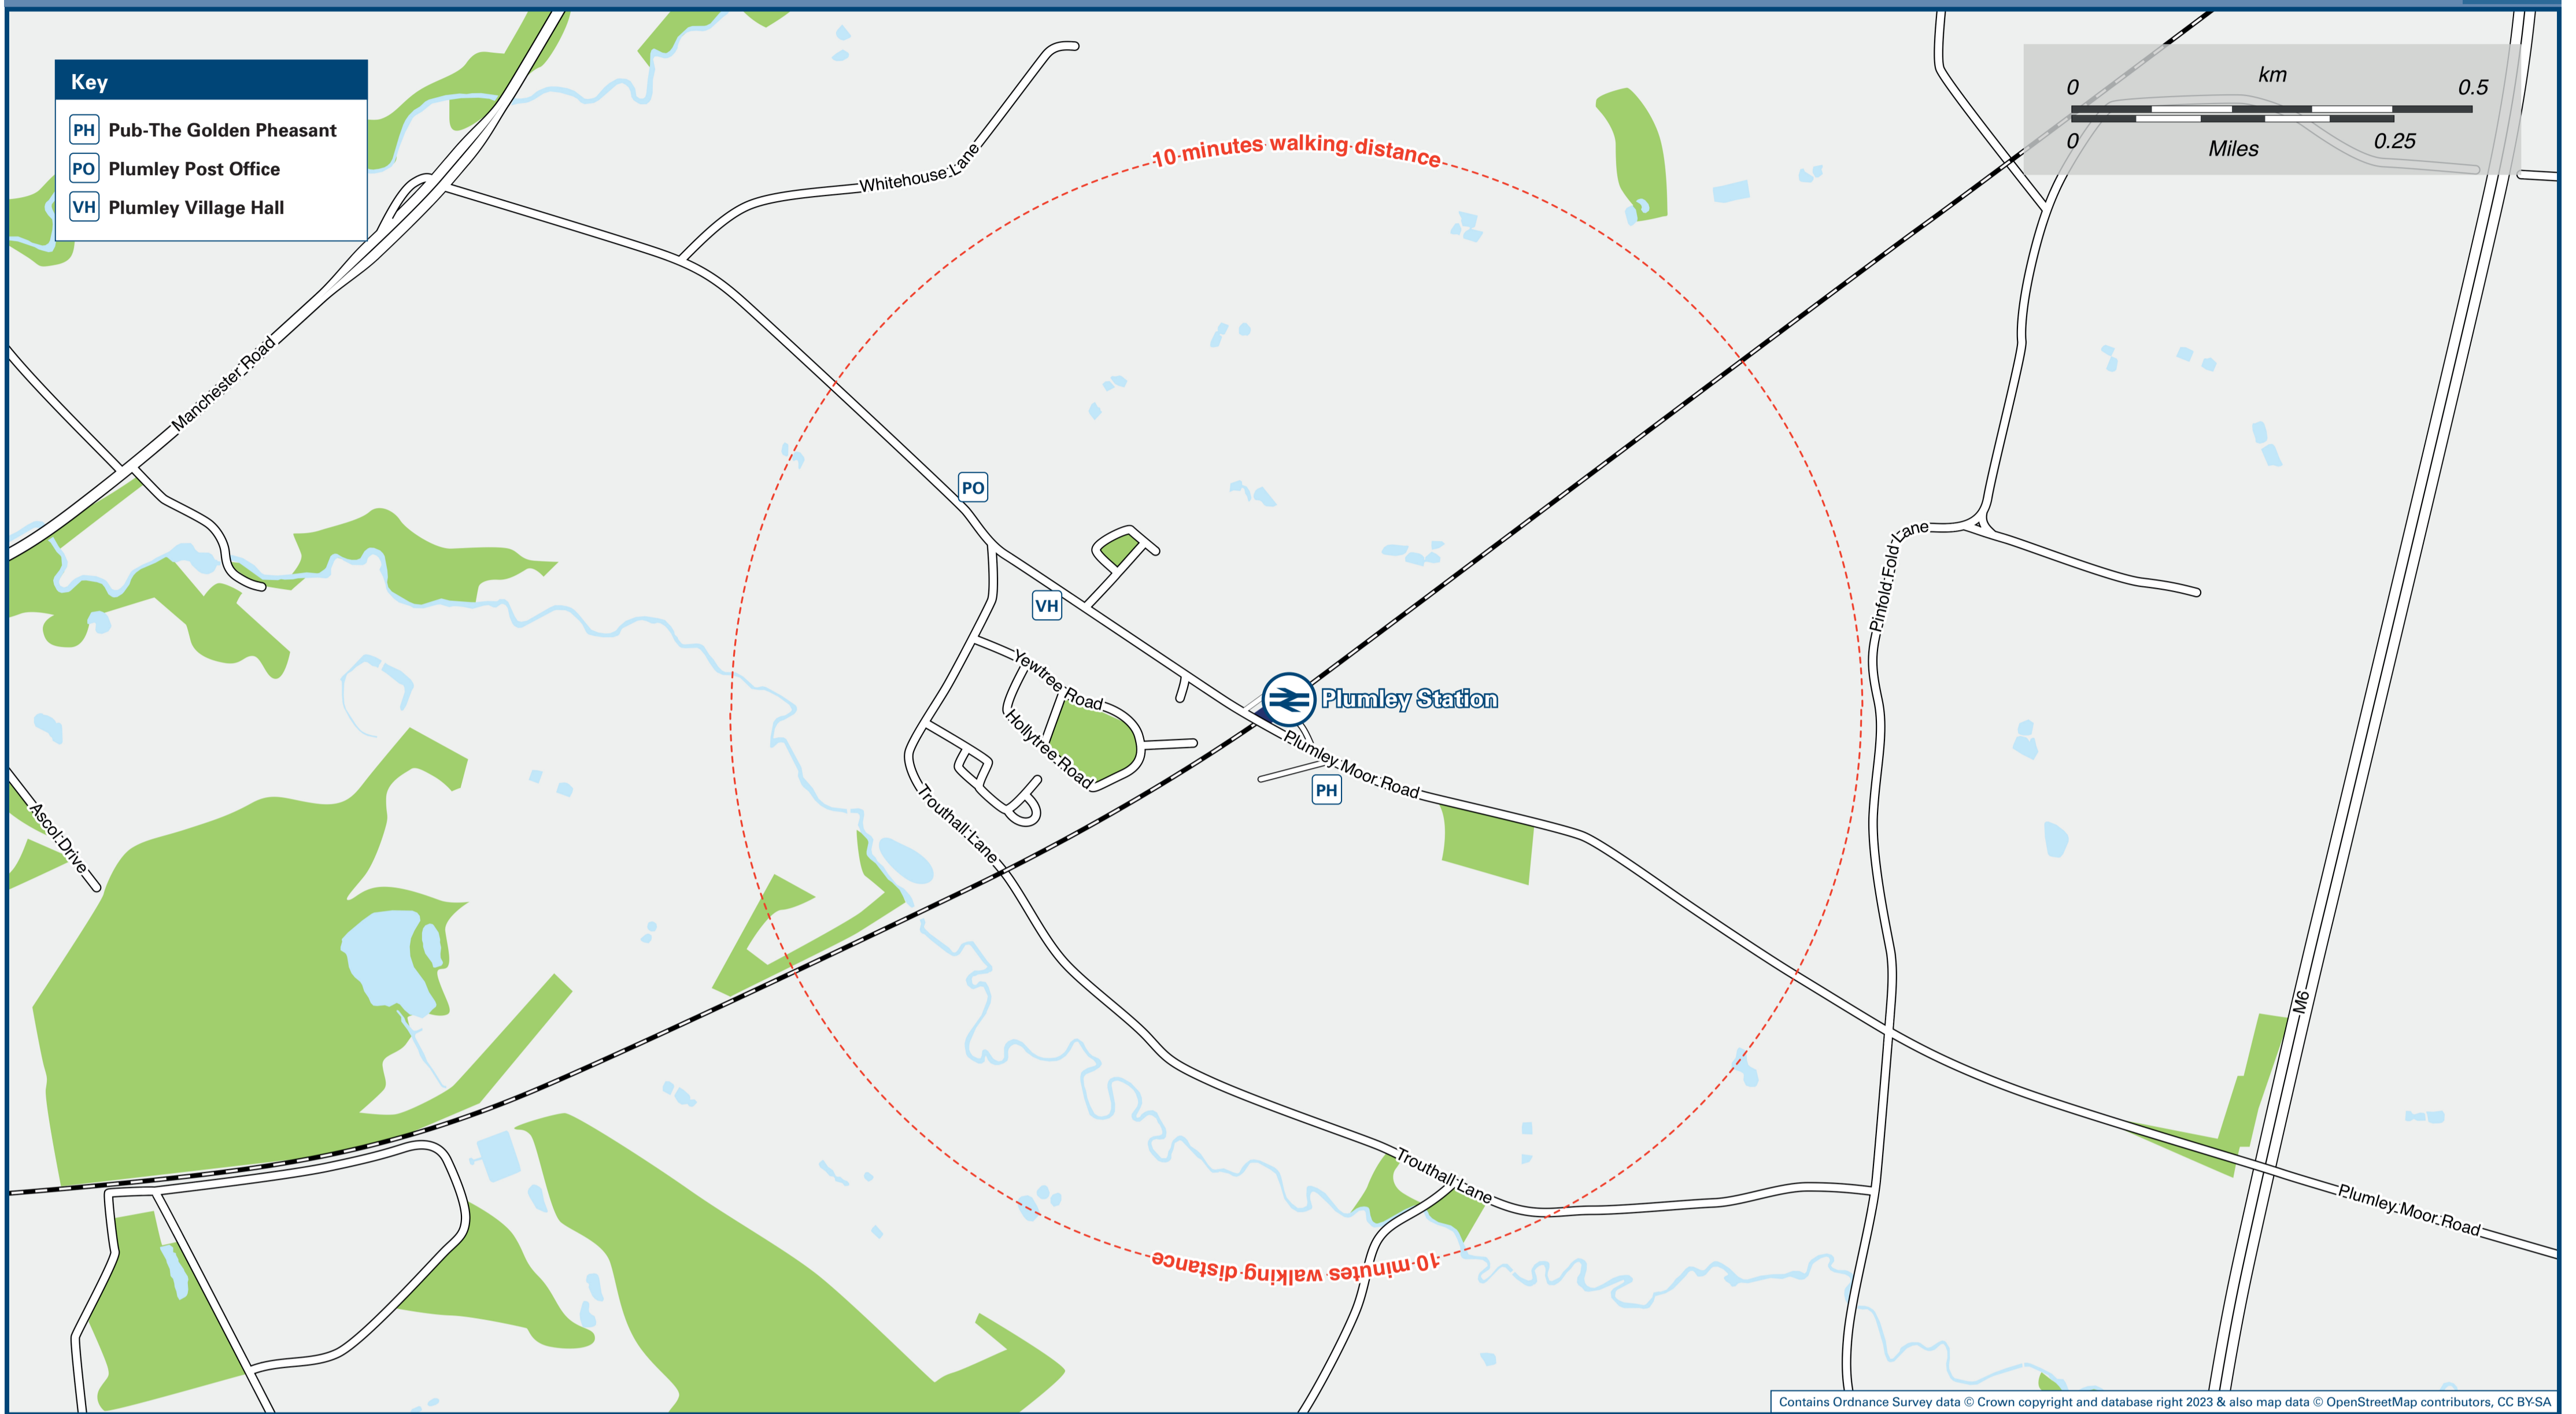 Key
PH Pub-The Golden Pheasant
PO Plumley Post Office
VH Plumley Village Hall
km
0 0.5
0 0.25
Miles
10 minutes walking distance
Whitehouse Lane
Manchester Road
PO
VH
Pinfold Fold Lane
Yewtree Road
Hollytree Road
Plumley Station
Plumley Moor Road
PH
Trouthall Lane
Ascol Drive
M6
Trouthall Lane
Plumley Moor Road
10 minutes walking distance
Contains Ordnance Survey data © Crown copyright and database right 2023 & also map data © OpenStreetMap contributors, CC BY-SA